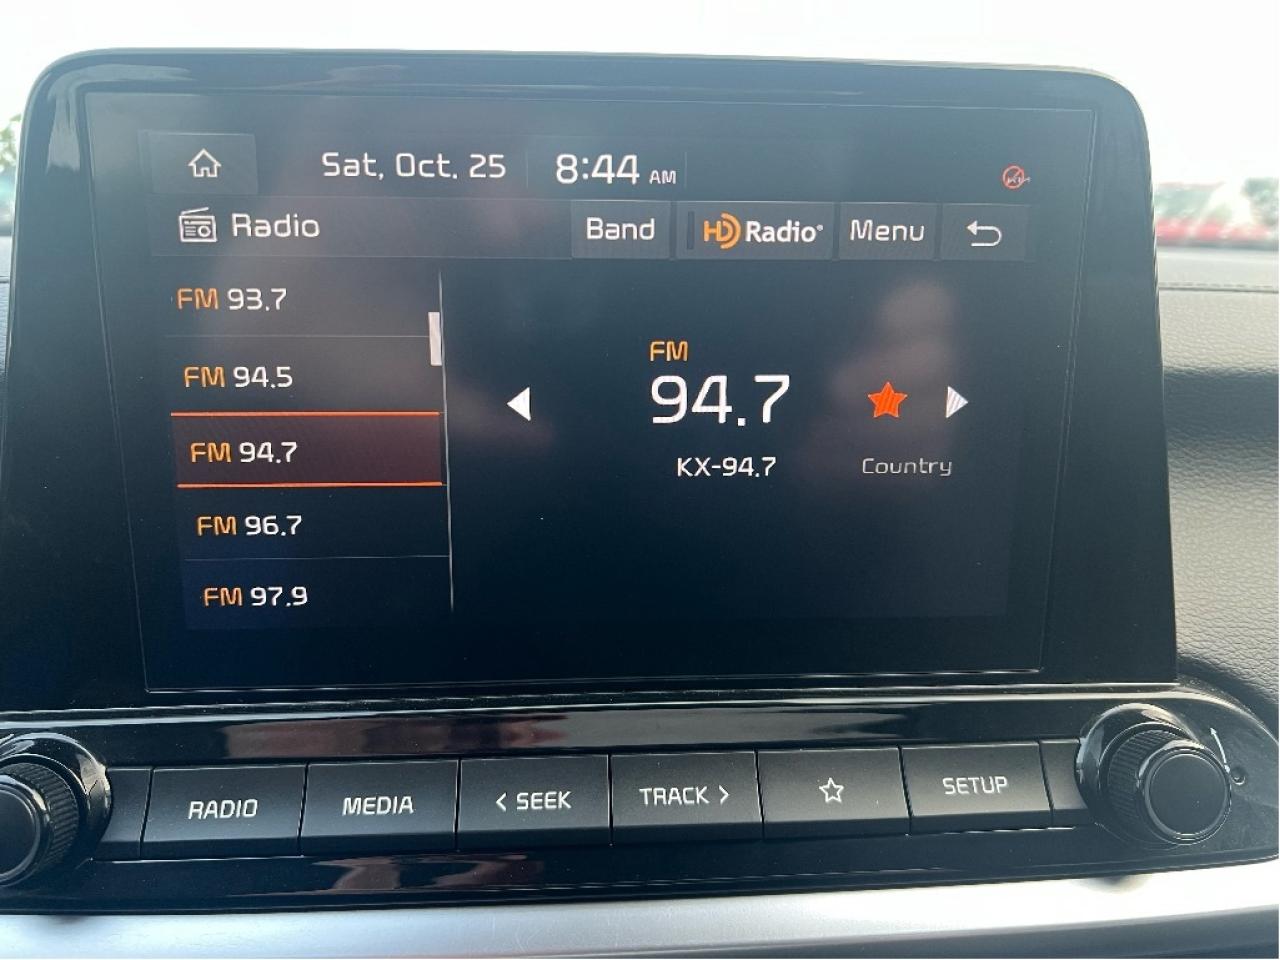 Sat, Oct. 25 8:44 AM
Radio Band HD Radio® Menu
FM 93.7
FM 94.5
FM 94.7
FM 96.7
FM 97.9
FM
94.7
KX-94.7 Country
RADIO MEDIA < SEEK TRACK > SETUP